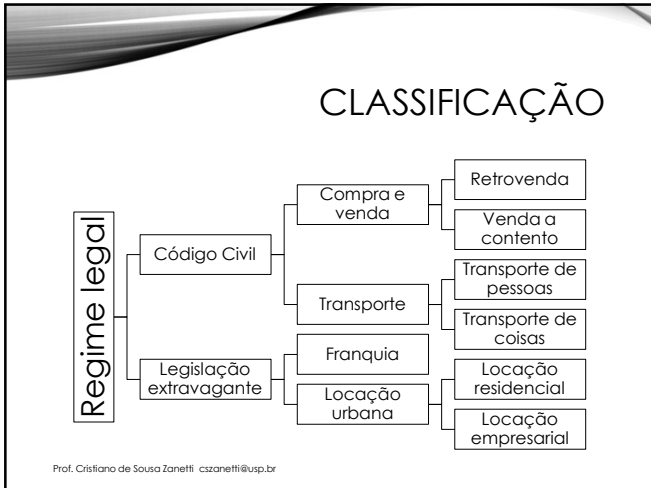 CLASSIFICAÇÃO
Regime legal
Código Civil
Compra e
venda
Retrovenda
Venda a
contento
Transporte
Transporte de
pessoas
Transporte de
coisas
Legislação
extravagante
Franquia
Locação
urbana
Locação
residencial
Locação
empresarial
Prof. Cristiano de Sousa Zanetti cszanetti@usp.br